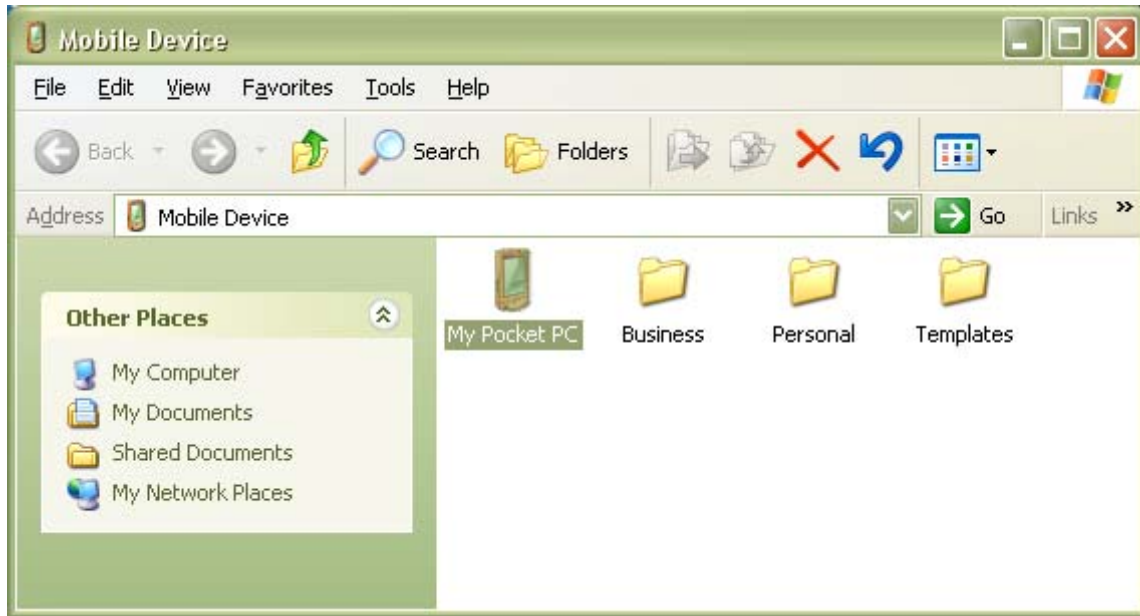 Mobile Device
File Edit View Favorites Tools Help
Back Search Folders
Address Mobile Device Go Links »
Other Places
My Computer
My Documents
Shared Documents
My Network Places
My Pocket PC Business Personal Templates